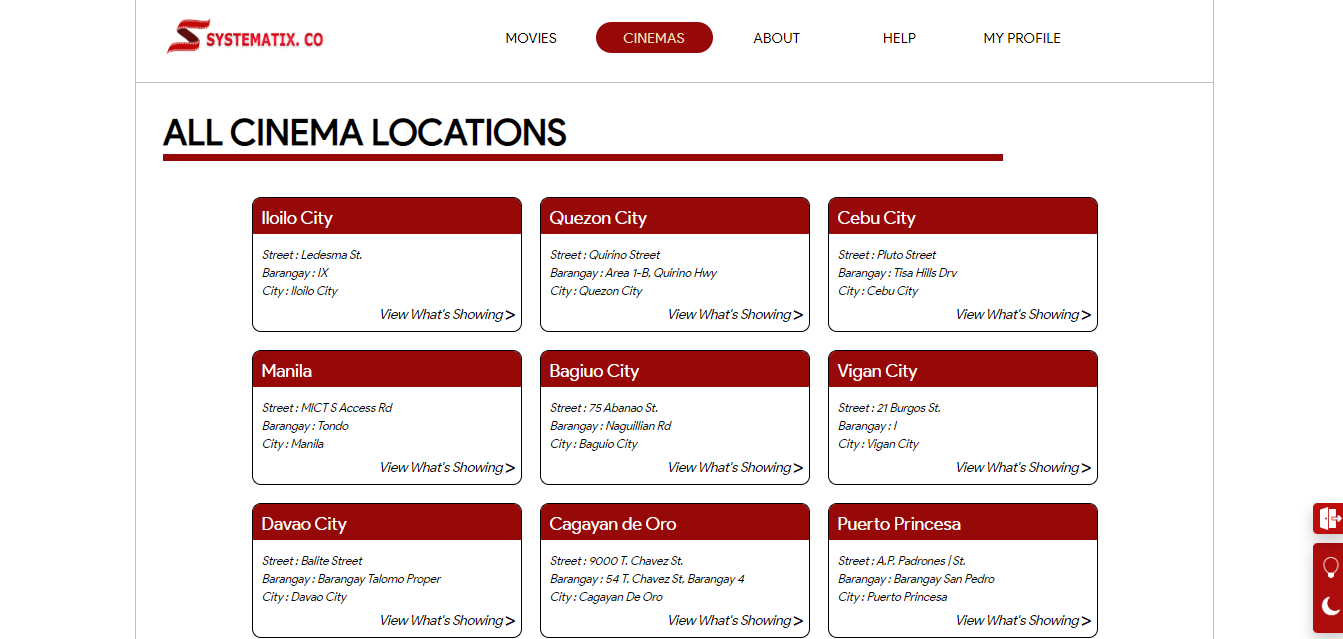 SYSTEMATIX. CO
MOVIES
CINEMAS
ABOUT
HELP
MY PROFILE
ALL CINEMA LOCATIONS
Iloilo City
Street : Ledesma St.
Barangay : IX
City : Iloilo City
View What's Showing >
Quezon City
Street : Quirino Street
Barangay : Area 1-B, Quirino Hwy
City : Quezon City
View What's Showing >
Cebu City
Street : Pluto Street
Barangay : Tisa Hills Drv
City : Cebu City
View What's Showing >
Manila
Street : MICT S Access Rd
Barangay : Tondo
City : Manila
View What's Showing >
Bagiuo City
Street : 75 Abanao St.
Barangay : Naguillian Rd
City : Baguio City
View What's Showing >
Vigan City
Street : 21 Burgos St.
Barangay : I
City : Vigan City
View What's Showing >
Davao City
Street : Balite Street
Barangay : Barangay Talomo Proper
City : Davao City
View What's Showing >
Cagayan de Oro
Street : 9000 T. Chavez St.
Barangay : 54 T. Chavez St, Barangay 4
City : Cagayan De Oro
View What's Showing >
Puerto Princesa
Street : A.P. Padrones | St.
Barangay : Barangay San Pedro
City : Puerto Princesa
View What's Showing >